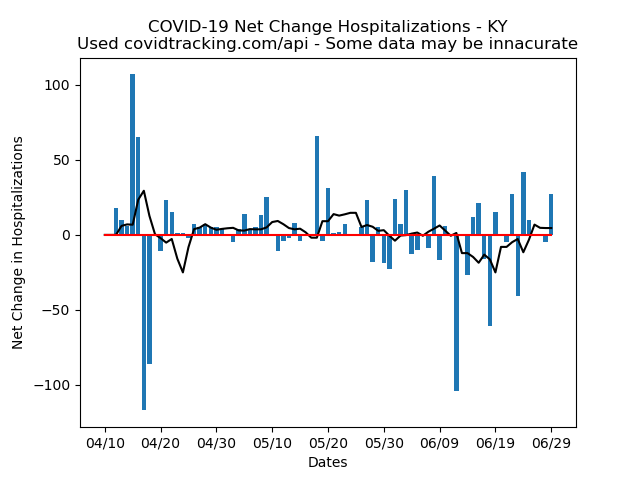 COVID-19 Net Change Hospitalizations - KY
Used covidtracking.com/api - Some data may be innacurate
100
50
0
−50
−100
Net Change in Hospitalizations
04/10 04/20 04/30 05/10 05/20 05/30 06/09 06/19 06/29
Dates